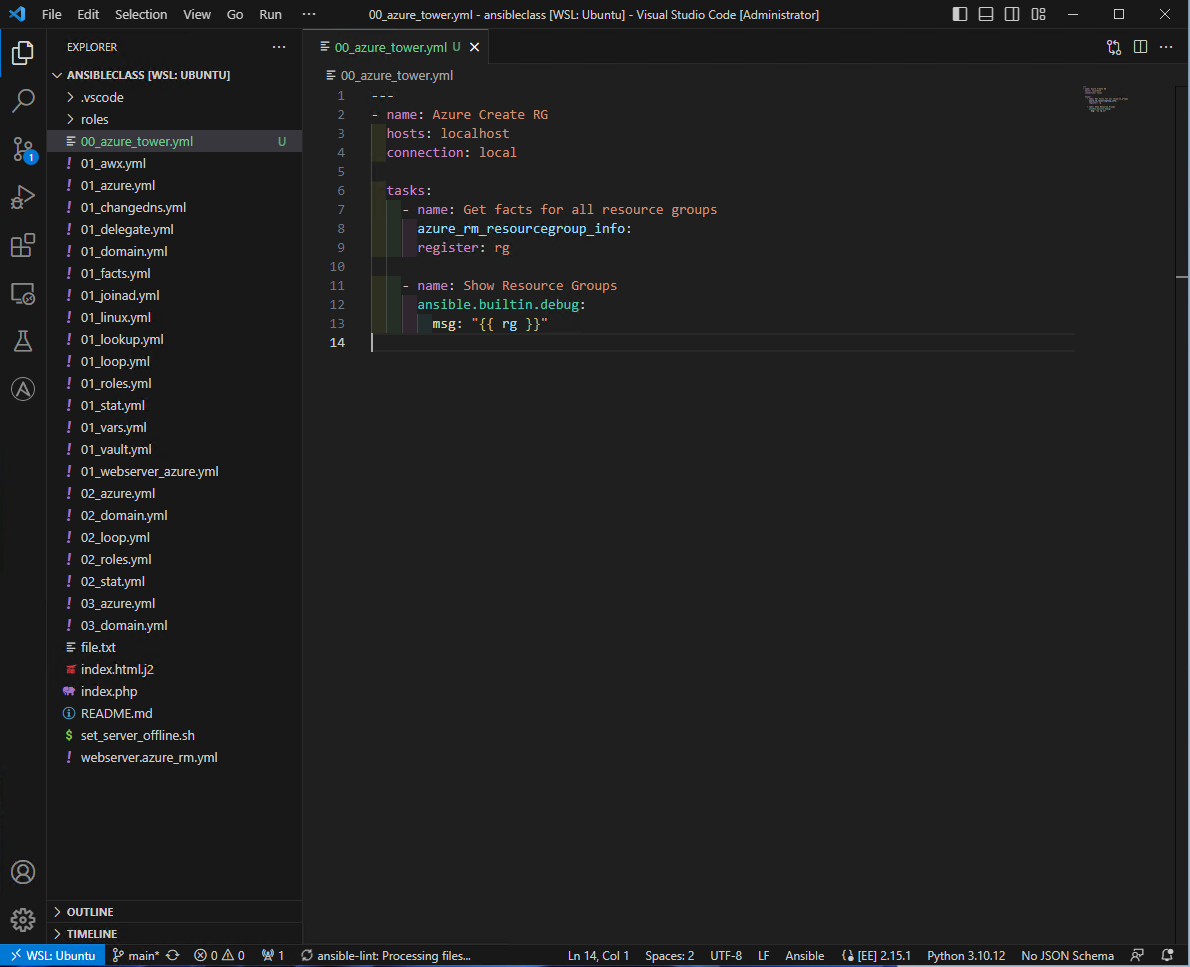 File Edit Selection View Go Run ··· 00_azure_tower.yml - ansibleclass [WSL: Ubuntu] - Visual Studio Code [Administrator]
EXPLORER ···
ANSIBLECLASS [WSL: UBUNTU]
.vscode
roles
00_azure_tower.yml U
01_awx.yml
01_azure.yml
01_changedns.yml
01_delegate.yml
01_domain.yml
01_facts.yml
01_joinad.yml
01_linux.yml
01_lookup.yml
01_loop.yml
01_roles.yml
01_stat.yml
01_vars.yml
01_vault.yml
01_webserver_azure.yml
02_azure.yml
02_domain.yml
02_loop.yml
02_roles.yml
02_stat.yml
03_azure.yml
03_domain.yml
file.txt
index.html.j2
index.php
README.md
set_server_offline.sh
webserver.azure_rm.yml
OUTLINE
TIMELINE
1
00_azure_tower.yml U
00_azure_tower.yml
1 ---
2 - name: Azure Create RG
3 hosts: localhost
4 connection: local
5
6 tasks:
7 - name: Get facts for all resource groups
8 azure_rm_resourcegroup_info:
9 register: rg
10
11 - name: Show Resource Groups
12 ansible.builtin.debug:
13 msg: "{{ rg }}"
14
WSL: Ubuntu main* 0 0 1 ansible-lint: Processing files... Ln 14, Col 1 Spaces: 2 UTF-8 LF Ansible [EE] 2.15.1 Python 3.10.12 No JSON Schema